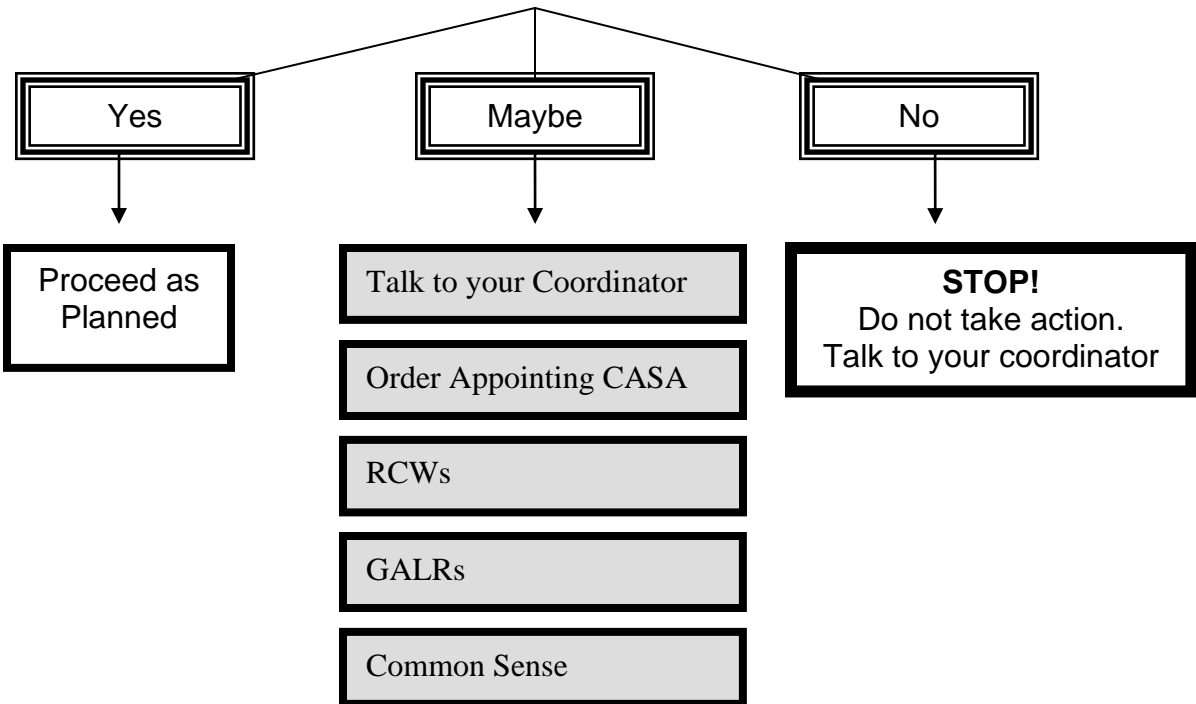 Yes
Maybe
No
Proceed as
Planned
Talk to your Coordinator
Order Appointing CASA
RCWs
GALRs
Common Sense
STOP!
Do not take action.
Talk to your coordinator